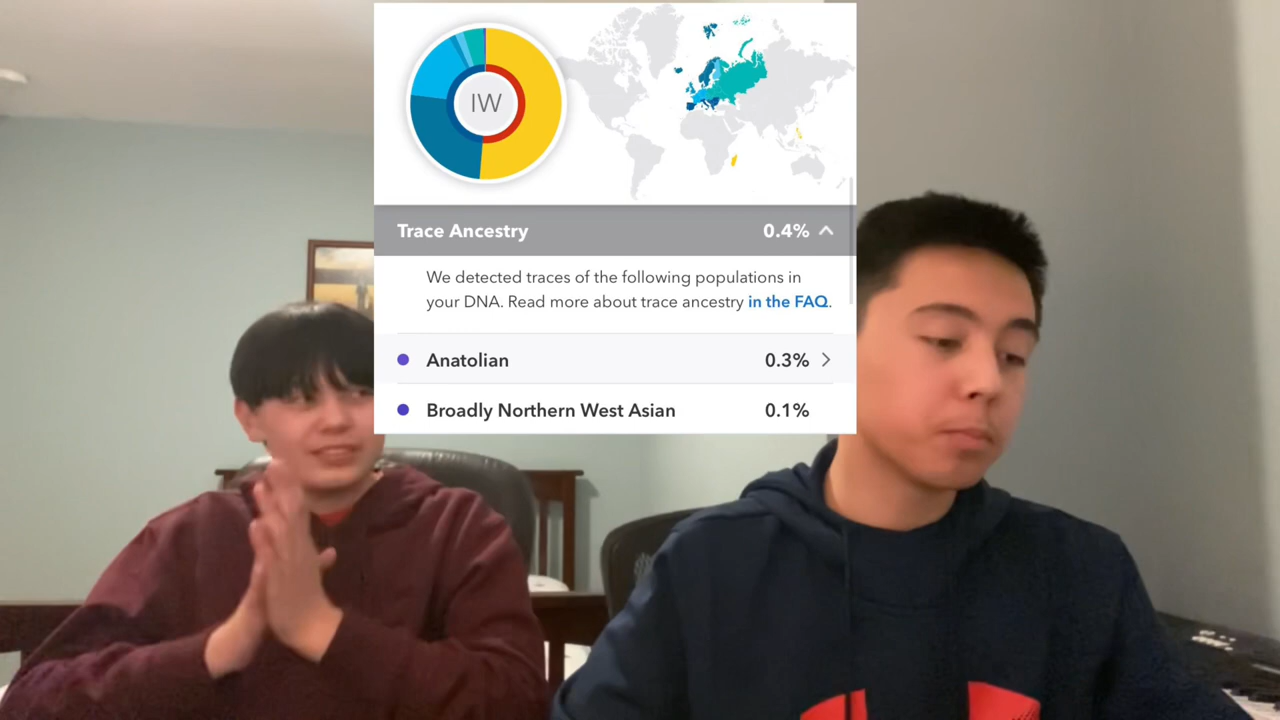 IW
Trace Ancestry 0.4%
We detected traces of the following populations in
your DNA. Read more about trace ancestry in the FAQ.
Anatolian 0.3%
Broadly Northern West Asian 0.1%